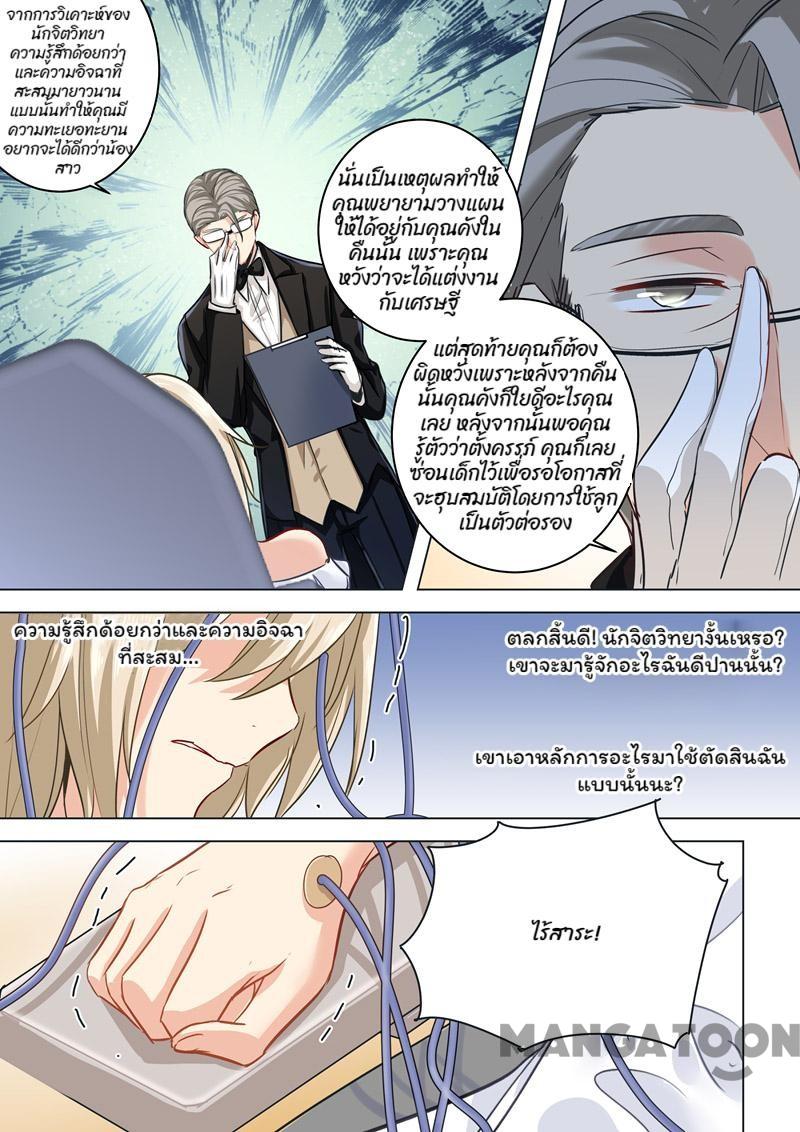 จากการวิเคาะห์ของ
นักจิตวิทยา
ความรู้สึกด้อยกว่า
และความอิจฉาที่
สะสมมายาวนาน
แบบนั้นทำให้คุณมี
ความทะเยอทะยาน
อยากจะได้ดีกว่าน้อง
สาว
นั่นเป็นเหตุผลทำให้
คุณพยายามวางแผน
ให้ได้อยู่กับคุณคังใน
คืนนั้น เพราะคุณ
หวังว่าจะได้แต่งงาน
กับเศรษฐี
แต่สุดท้ายคุณก็ต้อง
ผิดหวังเพราะหลังจากคืน
นั้นคุณคังก็ใยดีอะไรคุณ
เลย หลังจากนั้นพอคุณ
รู้ตัวว่าตั้งครรภ์ คุณก็เลย
ซ่อนเด็กไว้เพื่อรอโอกาสที่
จะฮุบสมบัติโดยการใช้ลูก
เป็นตัวต่อรอง
ความรู้สึกด้อยกว่าและความอิจฉา
ที่สะสม...
ตลกสิ้นดี! นักจิตวิทยางั้นเหรอ?
เขาจะมารู้จักอะไรฉันดีปานนั้น?
เขาเอาหลักการอะไรมาใช้ตัดสินฉัน
แบบนั้นนะ?
ไร้สาระ!
MANGATOON